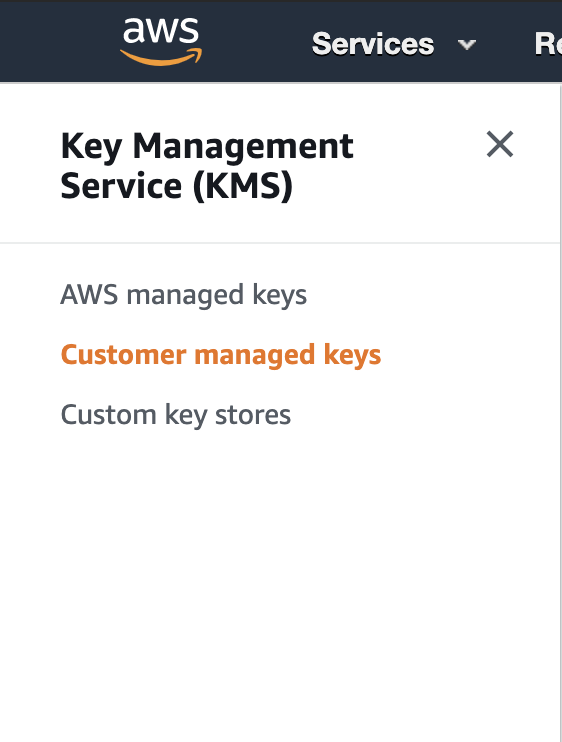 aws
Services
Key Management
Service (KMS)
AWS managed keys
Customer managed keys
Custom key stores